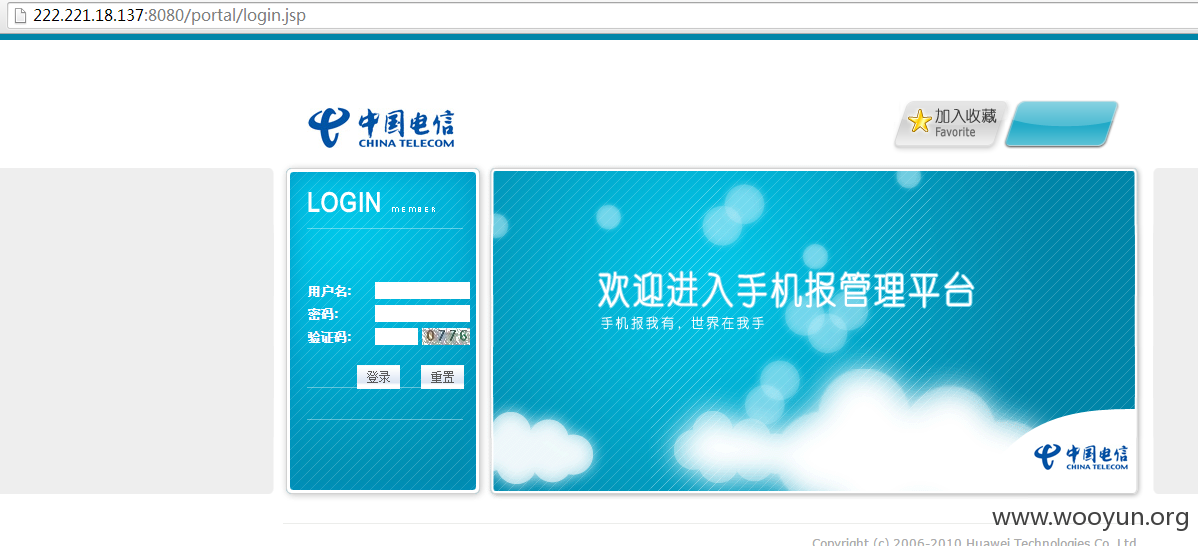 222.221.18.137:8080/portal/login.jsp
中国电信
CHINA TELECOM
加入收藏
Favorite
LOGIN MEMBER
用户名:
密码:
验证码: 0776
登录 重置
欢迎进入手机报管理平台
手机报我有，世界在我手
中国电信
CHINA TELECOM
www.wooyun.org
Copyright (c) 2006-2010 Huawei Technologies Co. Ltd